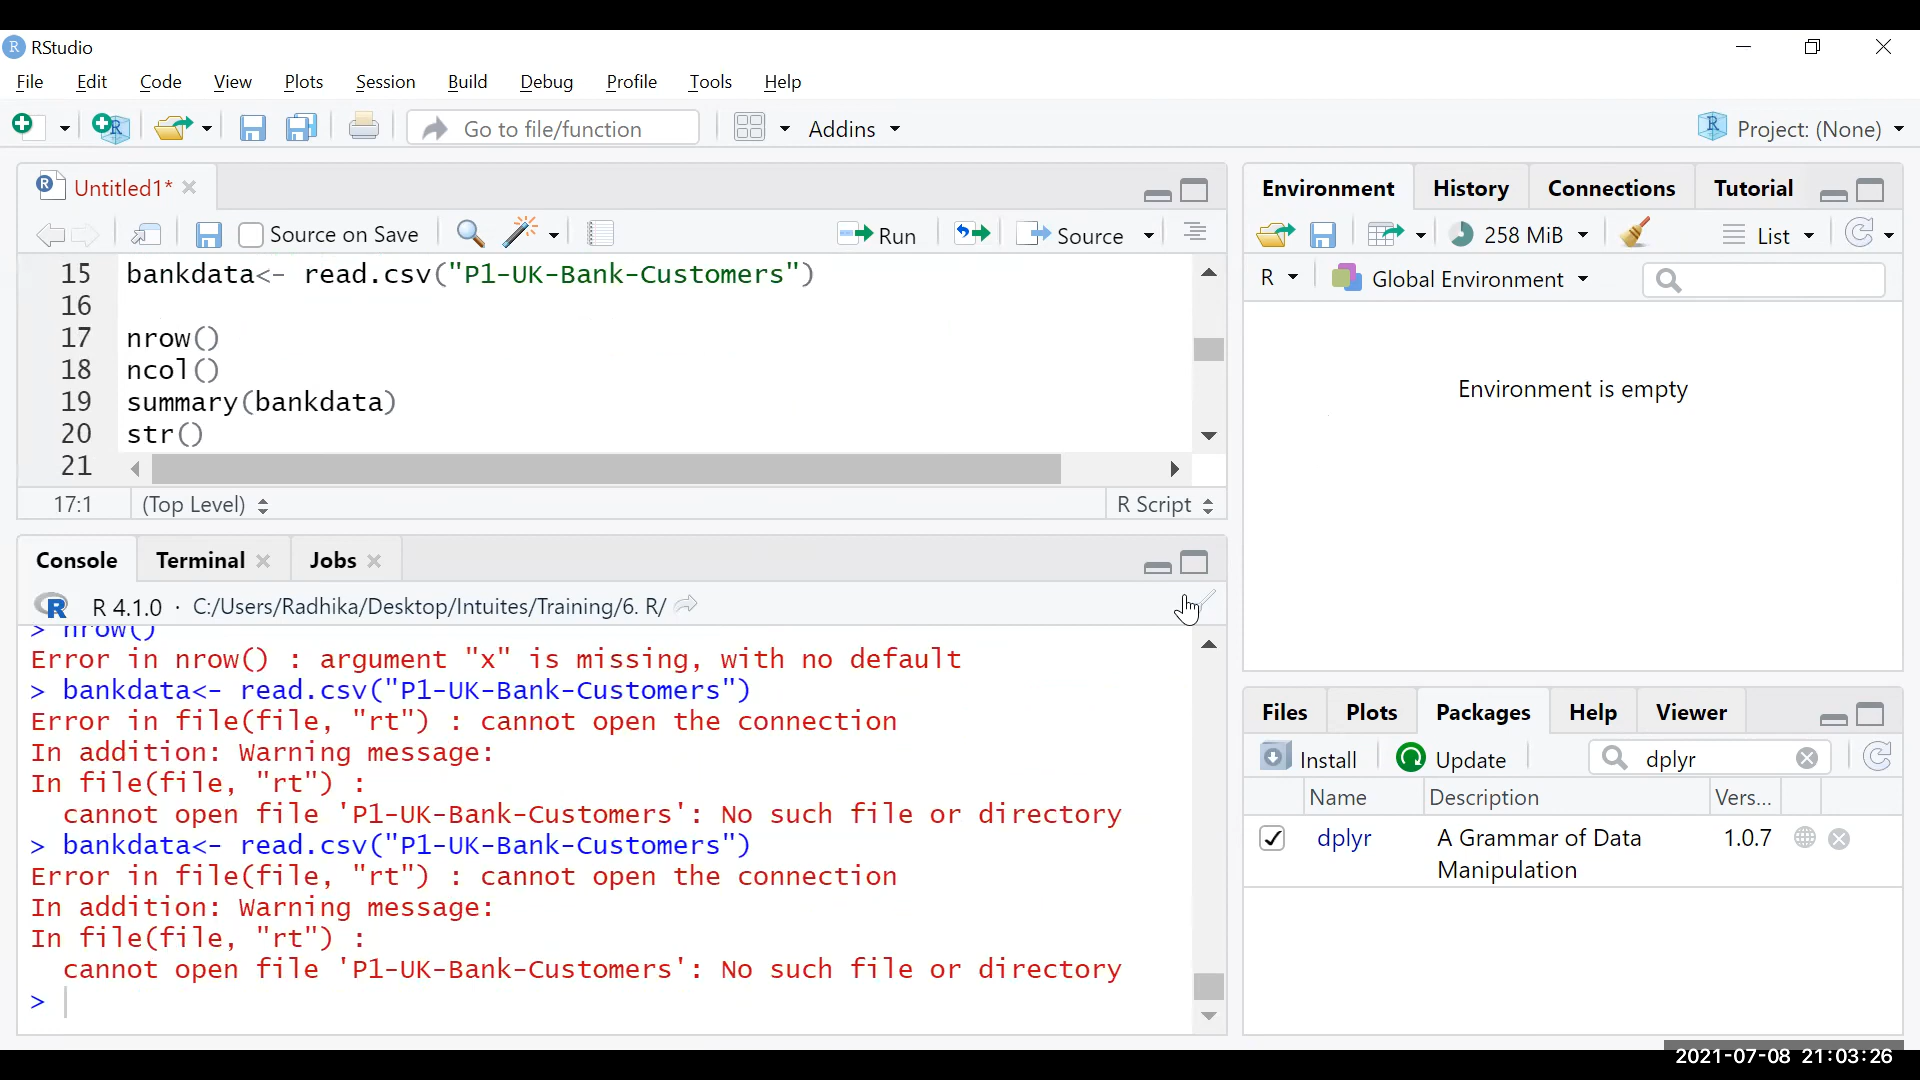 RStudio
File Edit Code View Plots Session Build Debug Profile Tools Help
Go to file/function Addins Project: (None)
Untitled1*
Source on Save Run Source
15 bankdata<- read.csv("P1-UK-Bank-Customers")
16
17 nrow()
18 ncol()
19 summary(bankdata)
20 str()
21
17:1 (Top Level) R Script
Console Terminal Jobs
R 4.1.0 · C:/Users/Radhika/Desktop/Intuites/Training/6. R/
> nrow()
Error in nrow() : argument "x" is missing, with no default
> bankdata<- read.csv("P1-UK-Bank-Customers")
Error in file(file, "rt") : cannot open the connection
In addition: Warning message:
In file(file, "rt") :
cannot open file 'P1-UK-Bank-Customers': No such file or directory
> bankdata<- read.csv("P1-UK-Bank-Customers")
Error in file(file, "rt") : cannot open the connection
In addition: Warning message:
In file(file, "rt") :
cannot open file 'P1-UK-Bank-Customers': No such file or directory
>
Environment History Connections Tutorial
258 MiB List
R Global Environment
Environment is empty
Files Plots Packages Help Viewer
Install Update dplyr
Name Description Vers...
dplyr A Grammar of Data 1.0.7
Manipulation
2021-07-08 21:03:26